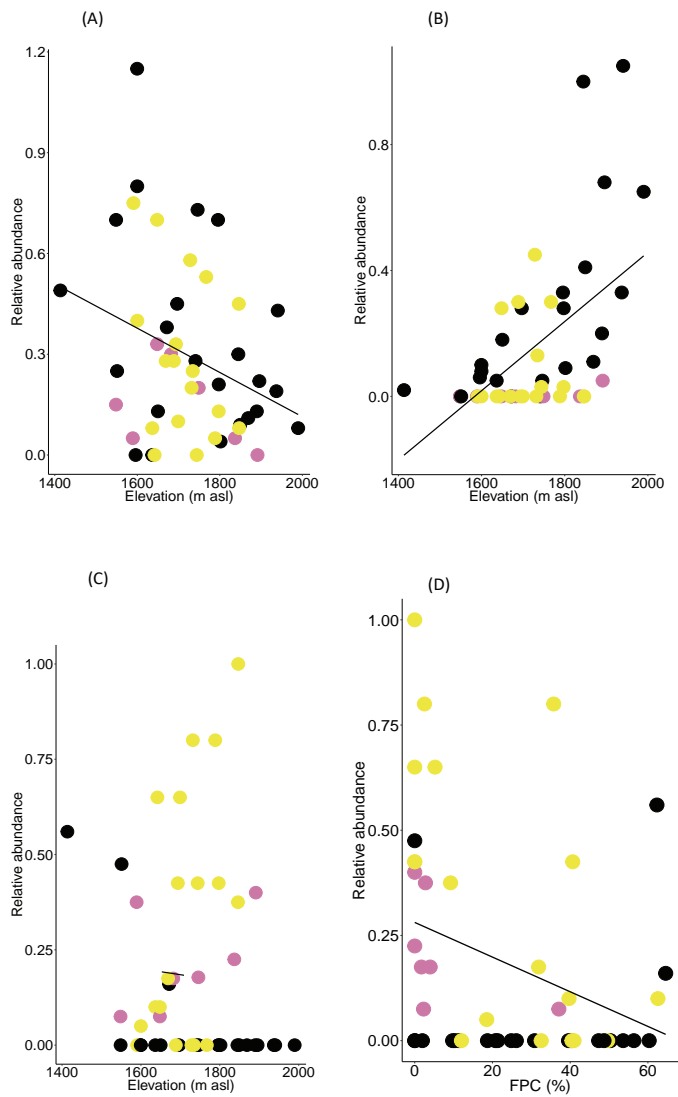 (A)
Relative abundance
1.2
0.9
0.6
0.3
0.0
1400 1600 1800 2000
Elevation (m asl)
(B)
Relative abundance
0.8
0.4
0.0
1400 1600 1800 2000
Elevation (m asl)
(C)
Relative abundance
1.00
0.75
0.50
0.25
0.00
1400 1600 1800 2000
Elevation (m asl)
(D)
Relative abundance
1.00
0.75
0.50
0.25
0.00
0 20 40 60
FPC (%)